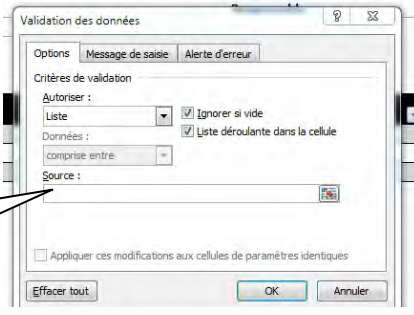 Validation des données
Options Message de saisie Alerte d'erreur
Critères de validation
Autoriser :
Liste
Ignorer si vide
Liste déroulante dans la cellule
Données :
comprise entre
Source :
Appliquer ces modifications aux cellules de paramètres identiques
Effacer tout OK Annuler